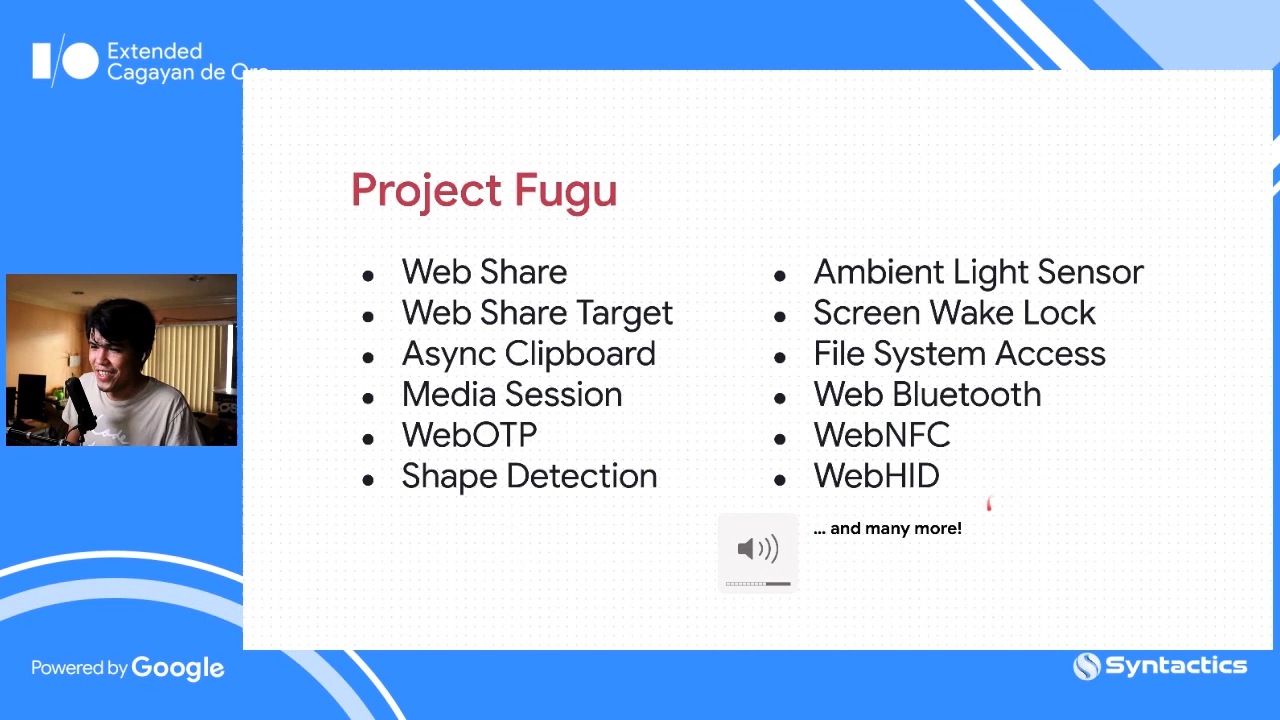 I/O Extended
Cagayan de Oro
Project Fugu
• Web Share
• Web Share Target
• Async Clipboard
• Media Session
• WebOTP
• Shape Detection
• Ambient Light Sensor
• Screen Wake Lock
• File System Access
• Web Bluetooth
• WebNFC
• WebHID
... and many more!
Powered by Google
Syntactics